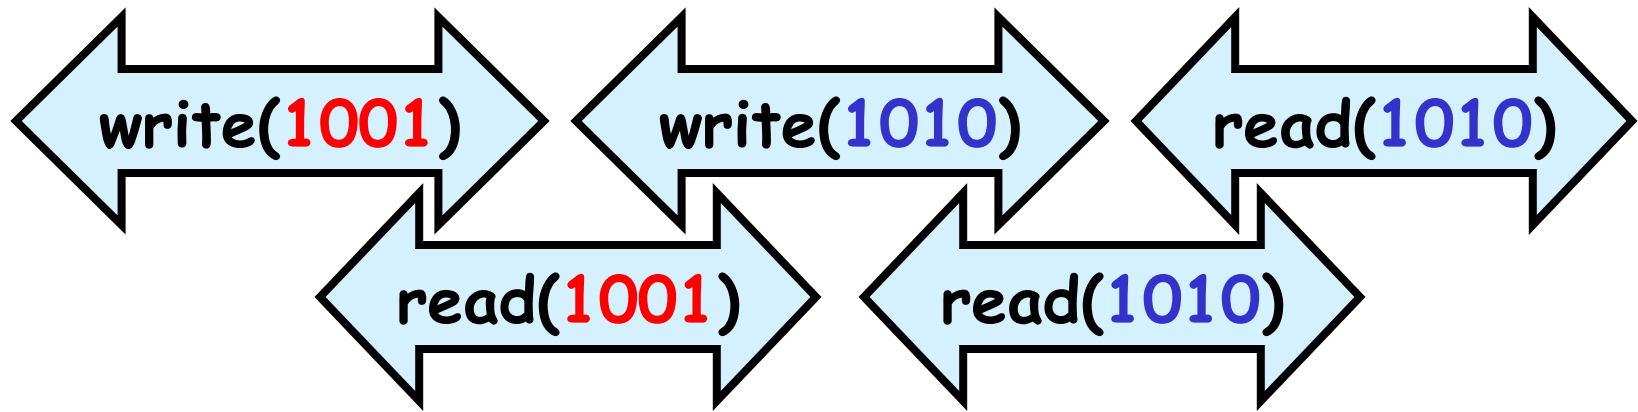 write(1001) write(1010) read(1010)
read(1001) read(1010)